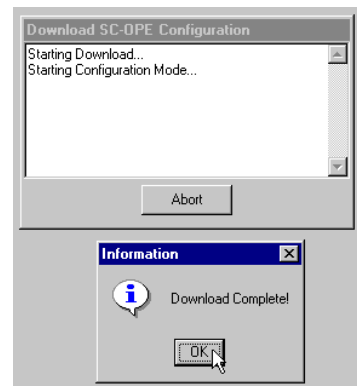 Download SC-OPE Configuration
Starting Download...
Starting Configuration Mode...
Abort
Information
Download Complete!
OK